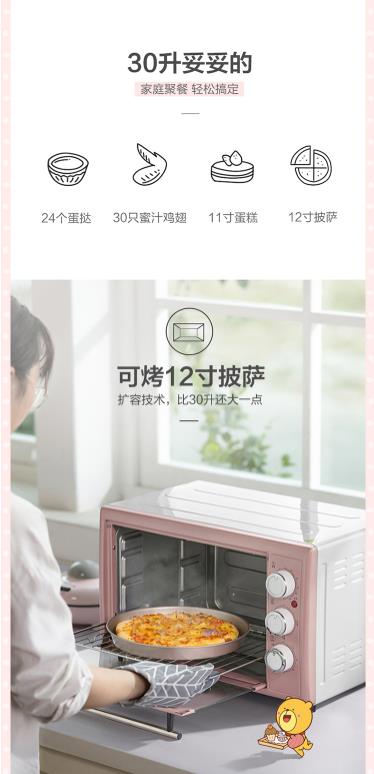 30升妥妥的
家庭聚餐 轻松搞定
24个蛋挞
30只蜜汁鸡翅
11寸蛋糕
12寸披萨
可烤12寸披萨
扩容技术，比30升还大一点